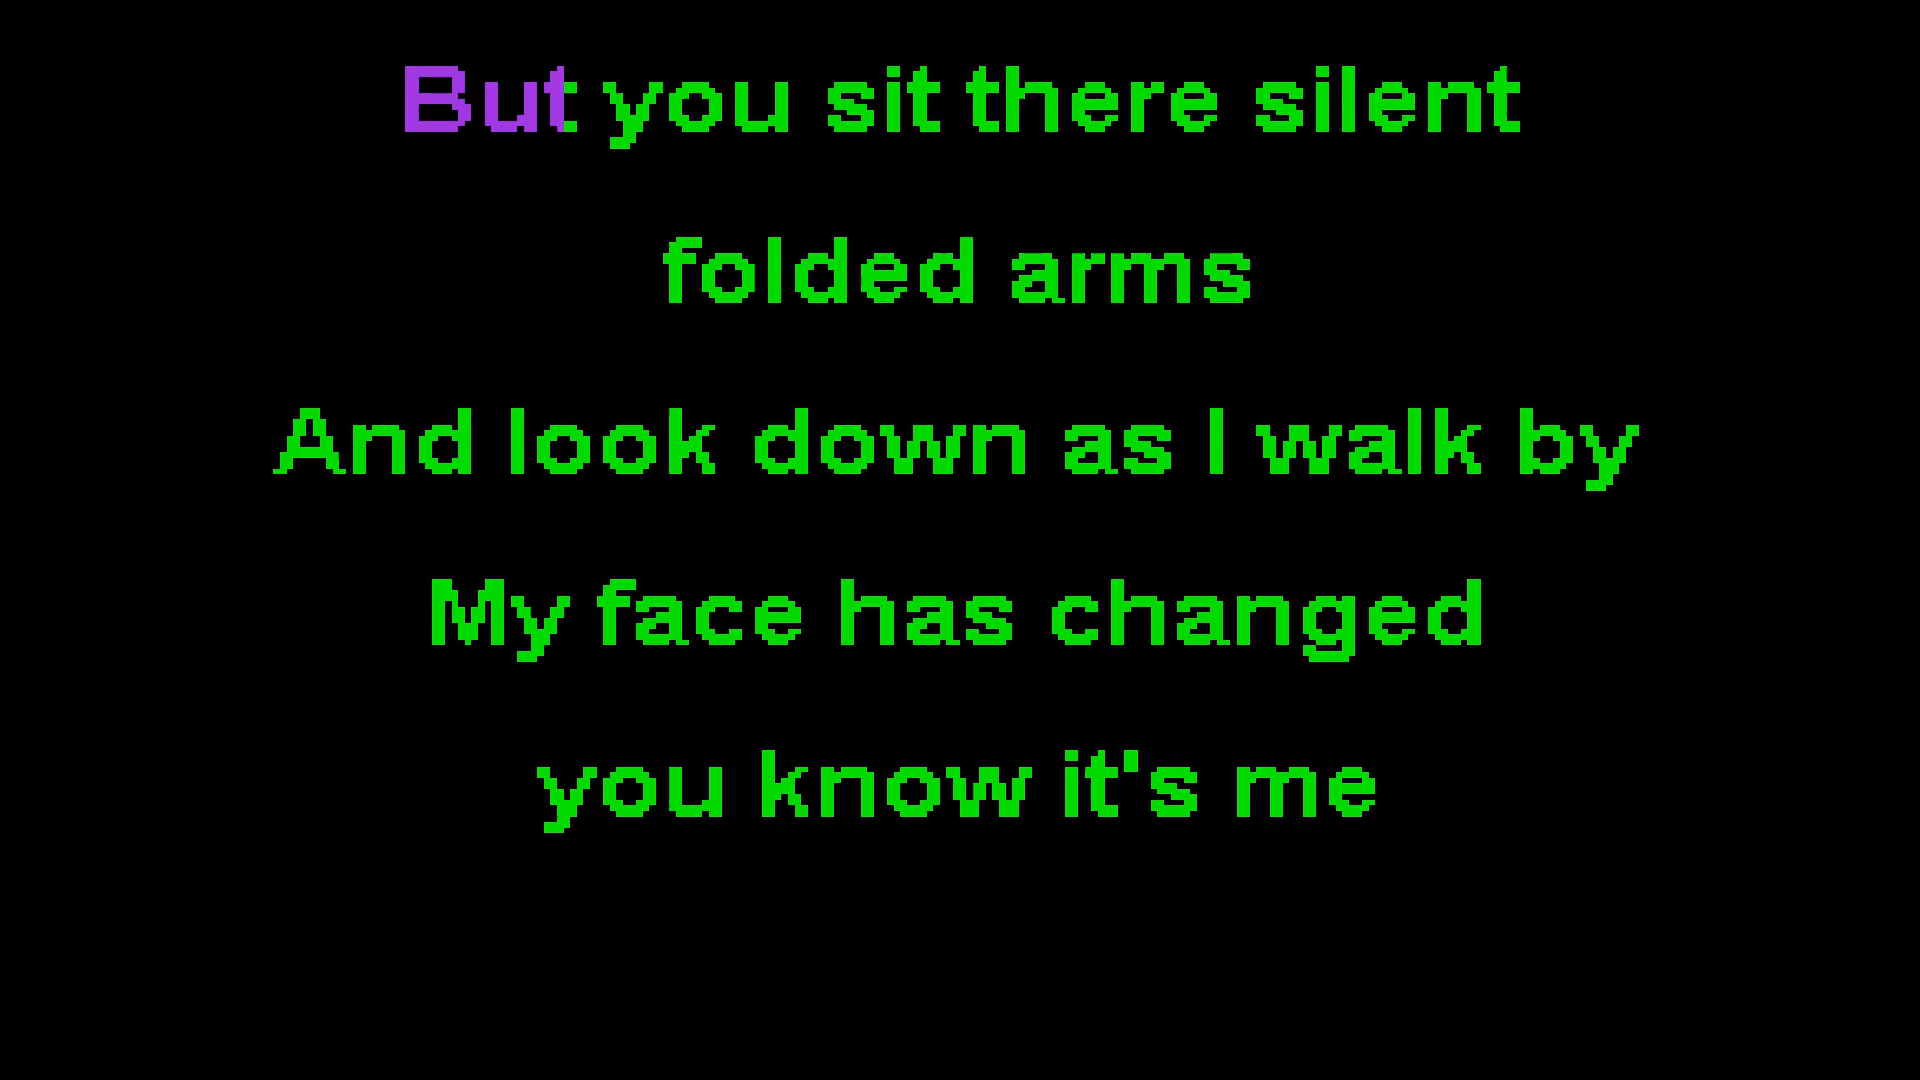 But you sit there silent
folded arms
And look down as I walk by
My face has changed
you know it's me